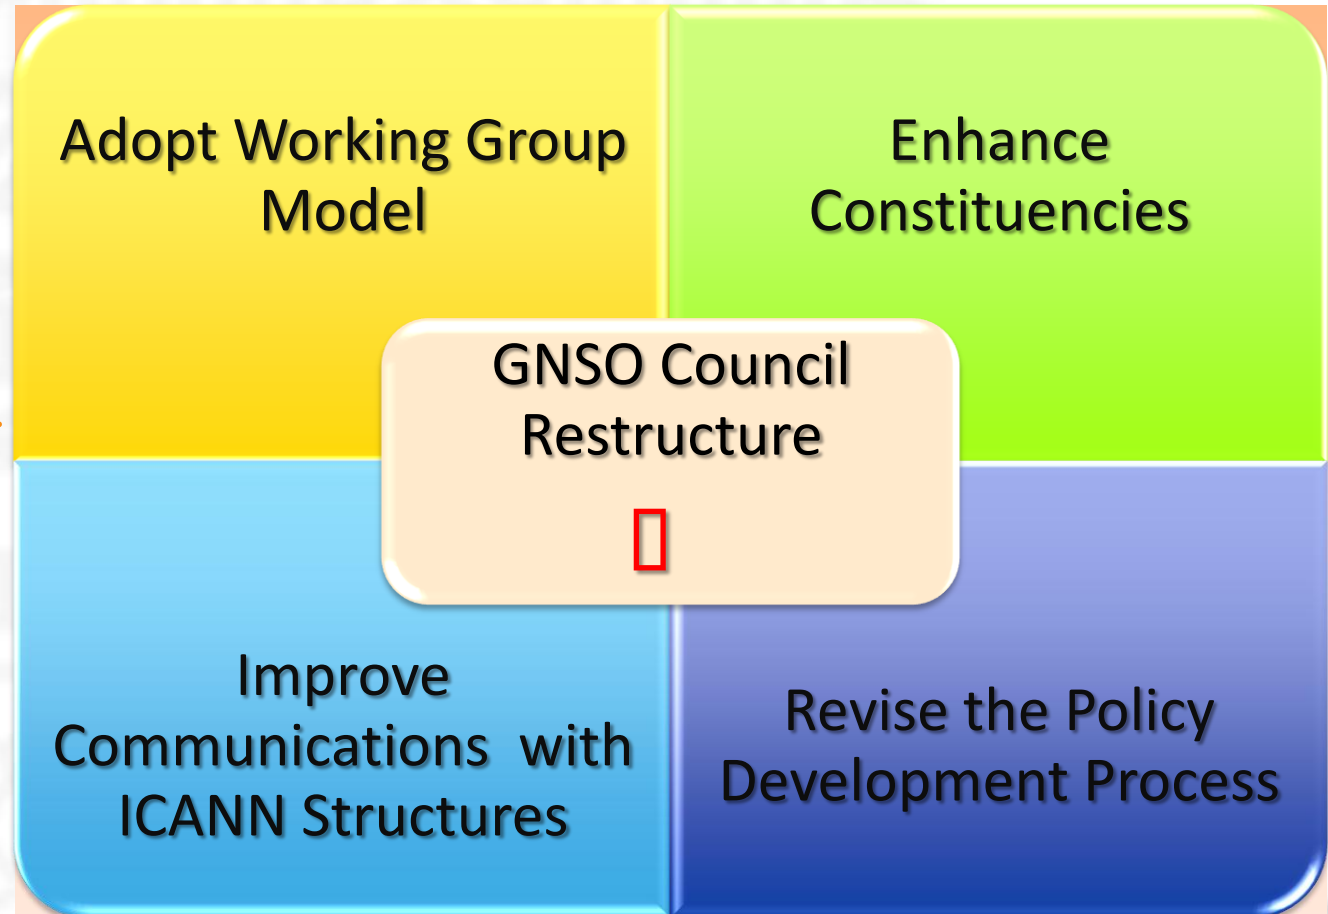 Adopt Working Group
Model
Enhance
Constituencies
GNSO Council
Restructure
Improve
Communications  with
ICANN Structures
Revise the Policy
Development Process